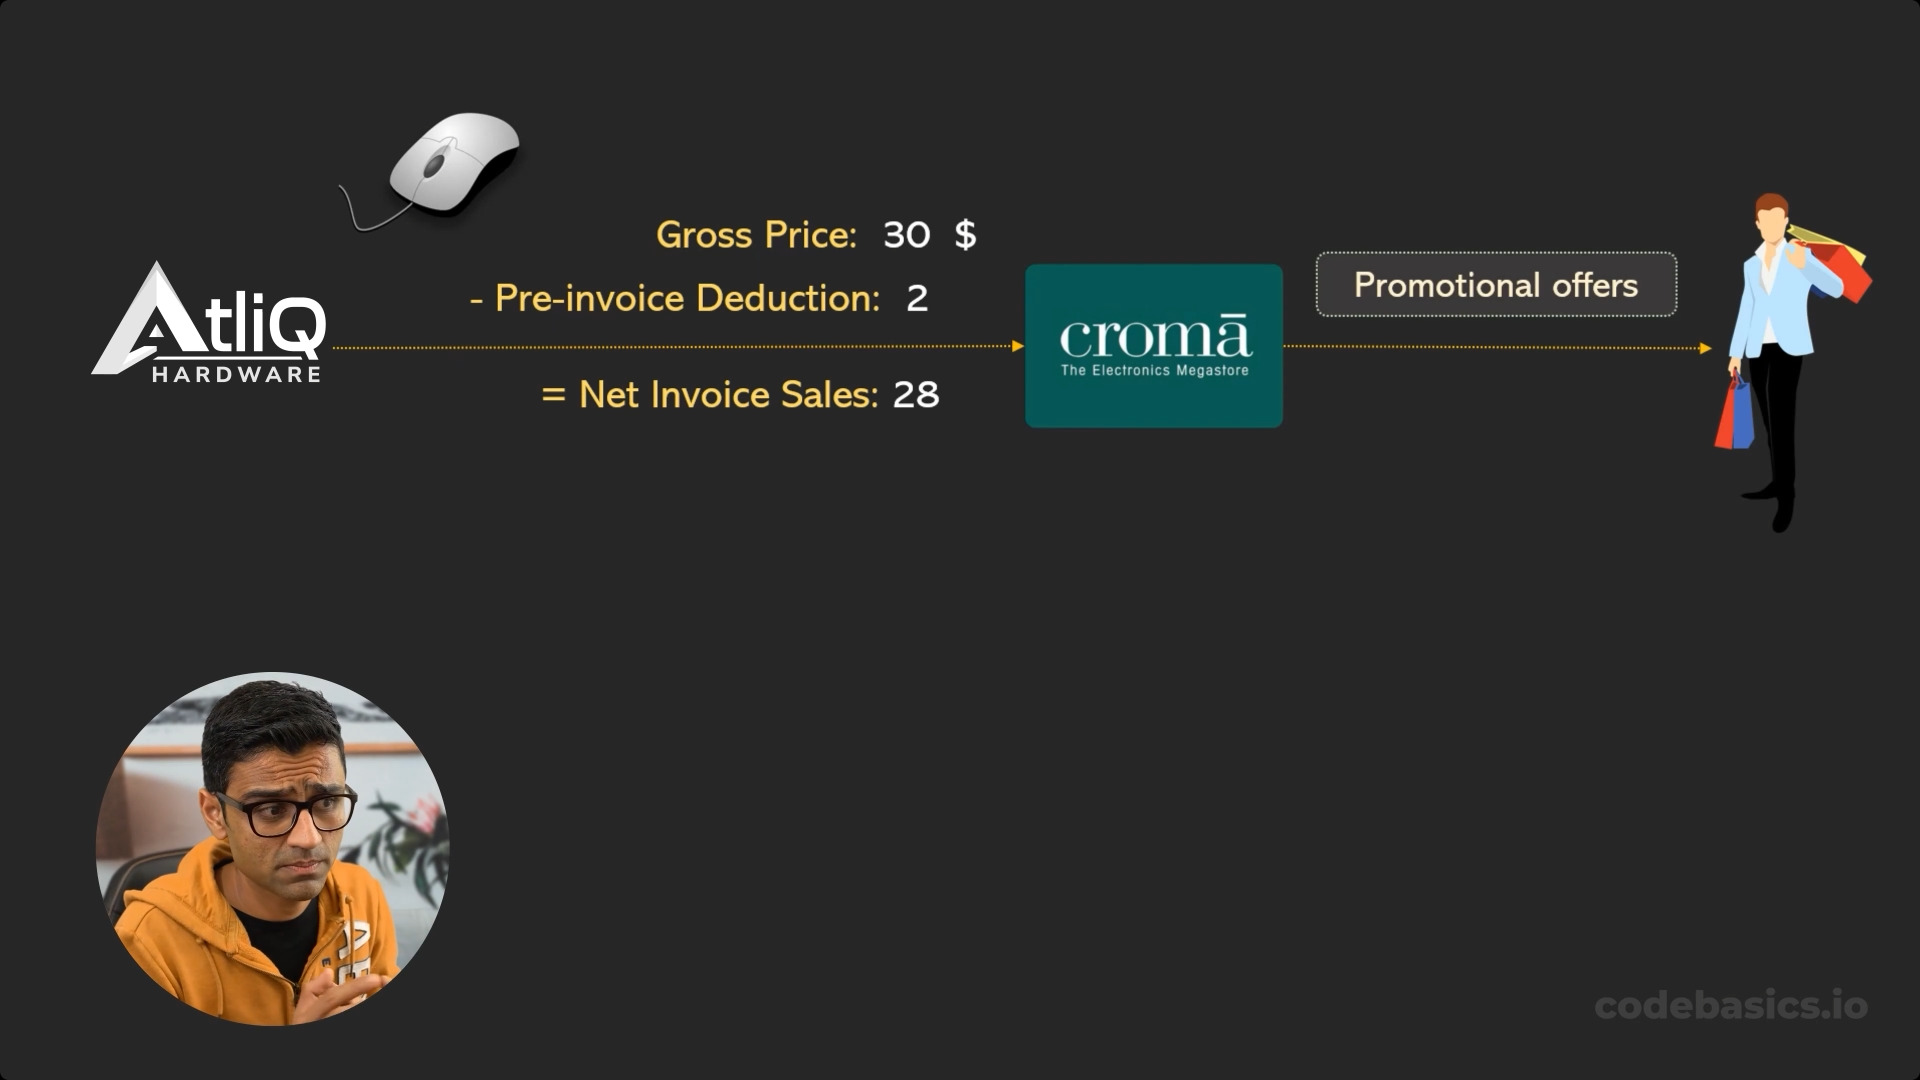 Gross Price: 30 $
- Pre-invoice Deduction: 2
= Net Invoice Sales: 28
AtliQ
HARDWARE
cromā
The Electronics Megastore
Promotional offers
codebasics.io